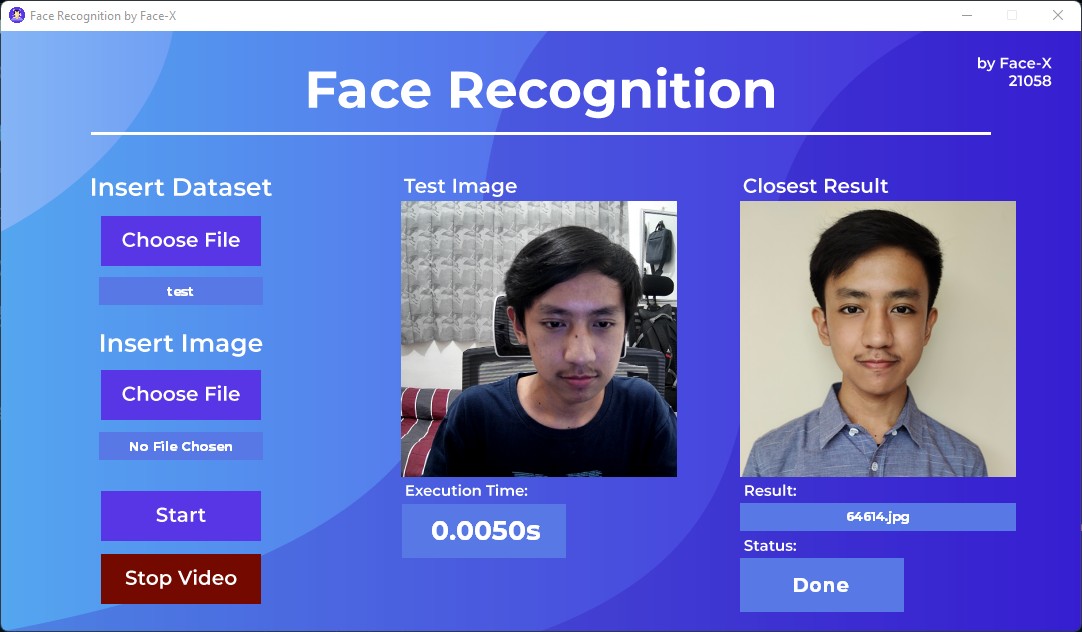 Face Recognition by Face-X
by Face-X
21058
Face Recognition
Insert Dataset
Choose File
test
Insert Image
Choose File
No File Chosen
Start
Stop Video
Test Image
Execution Time:
0.0050s
Closest Result
Result:
64614.jpg
Status:
Done